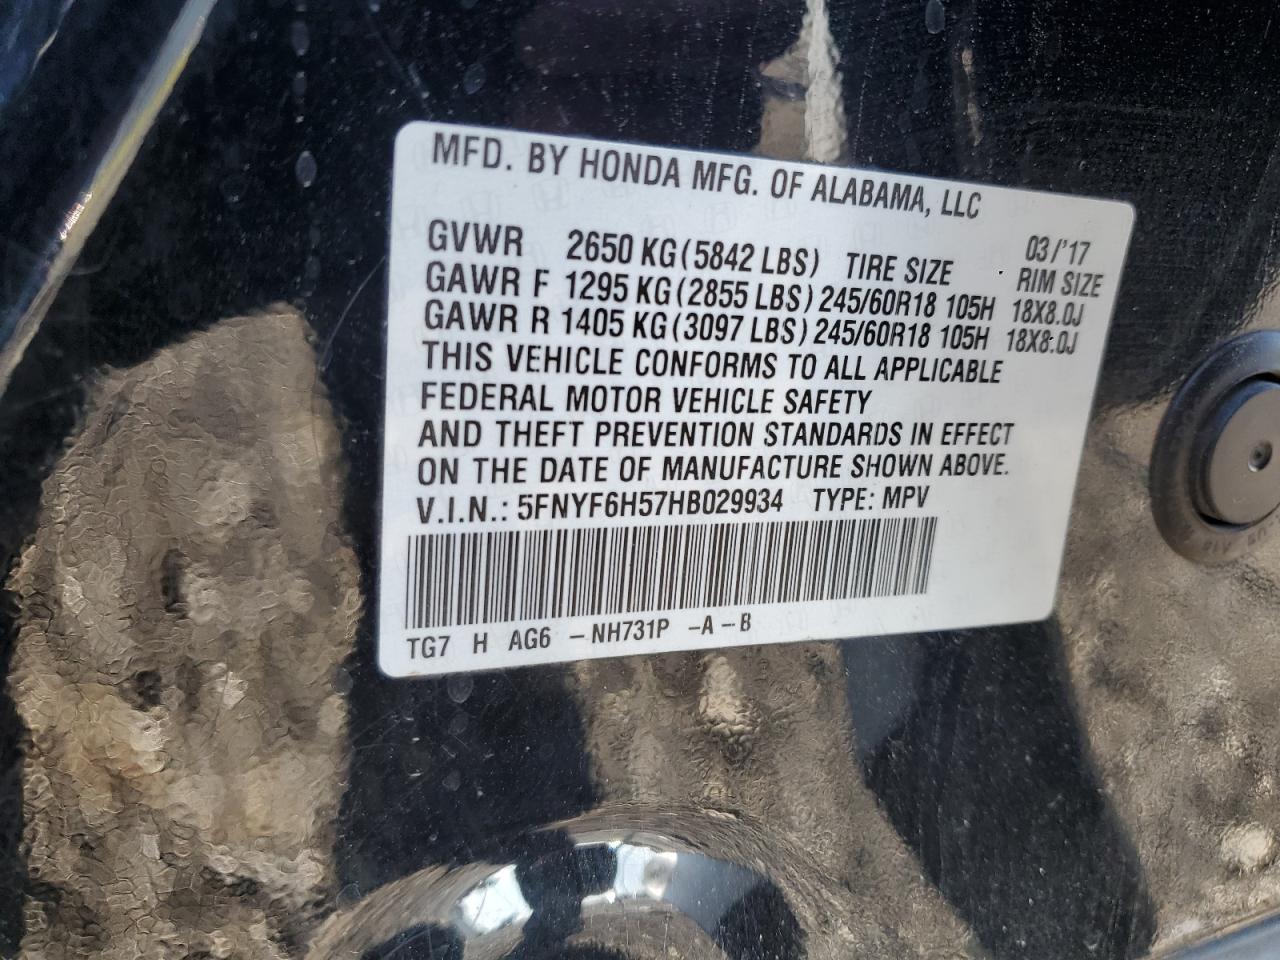 MFD. BY HONDA MFG. OF ALABAMA, LLC
03/'17
GVWR 2650 KG (5842 LBS) TIRE SIZE RIM SIZE
GAWR F 1295 KG (2855 LBS) 245/60R18 105H 18X8.0J
GAWR R 1405 KG (3097 LBS) 245/60R18 105H 18X8.0J
THIS VEHICLE CONFORMS TO ALL APPLICABLE
FEDERAL MOTOR VEHICLE SAFETY
AND THEFT PREVENTION STANDARDS IN EFFECT
ON THE DATE OF MANUFACTURE SHOWN ABOVE.
V.I.N.: 5FNYF6H57HB029934 TYPE: MPV
TG7 H AG6 -NH731P -A-B